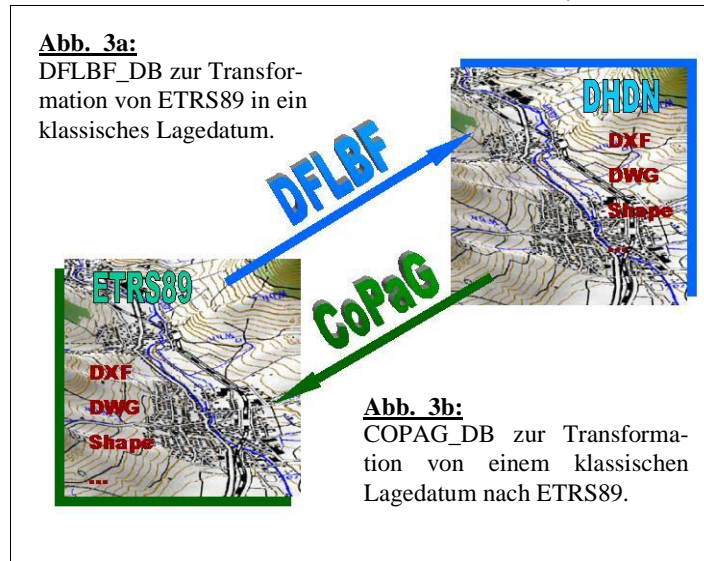 Abb. 3a:
DFLBF_DB zur Transfor-
mation von ETRS89 in ein
klassisches Lagedatum.
DHDN
DXF
DWG
Shape
...
DFLBF
CoPaG
ETRS89
DXF
DWG
Shape
...
Abb. 3b:
COPAG_DB zur Transforma-
tion von einem klassischen
Lagedatum nach ETRS89.